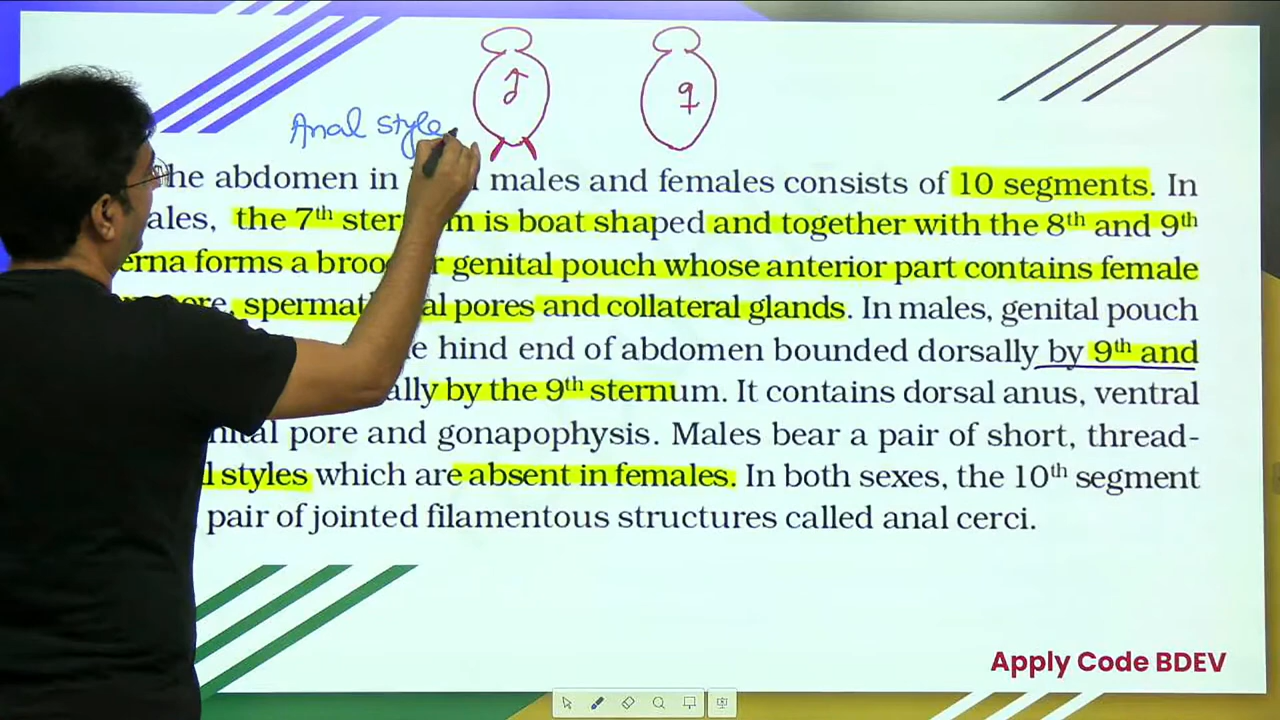 Anal style
♂ ♀
he abdomen in males and females consists of 10 segments. In
ales, the 7th ster m is boat shaped and together with the 8th and 9th
erna forms a broo r genital pouch whose anterior part contains female
ore, spermat al pores and collateral glands. In males, genital pouch
e hind end of abdomen bounded dorsally by 9th and
ally by the 9th sternum. It contains dorsal anus, ventral
nital pore and gonapophysis. Males bear a pair of short, thread-
l styles which are absent in females. In both sexes, the 10th segment
pair of jointed filamentous structures called anal cerci.
Apply Code BDEV